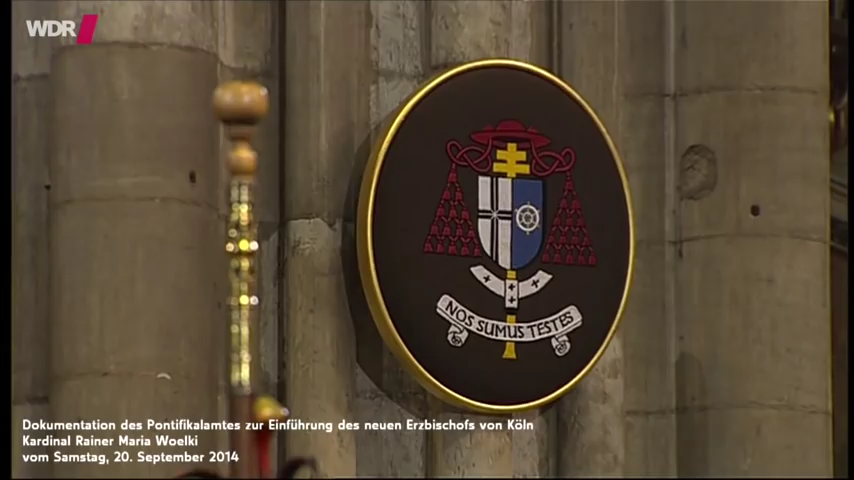 WDR
NOS SUMUS TESTES
Dokumentation des Pontifikalamtes zur Einführung des neuen Erzbischofs von Köln
Kardinal Rainer Maria Woelki
vom Samstag, 20. September 2014